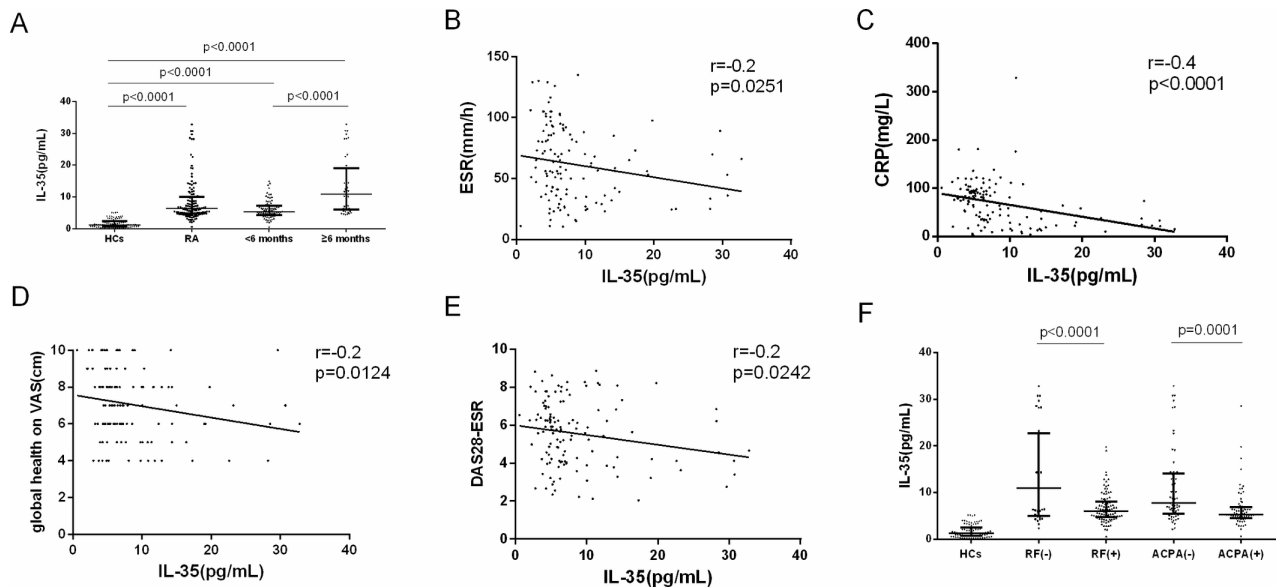 A
p<0.0001
p<0.0001
p<0.0001
p<0.0001
IL-35(pg/mL)
40
30
20
10
0
HCs RA <6 months ≥6 months
B
r=-0.2
p=0.0251
ESR(mm/h)
150
100
50
0
0 10 20 30 40
IL-35(pg/mL)
C
r=-0.4
p<0.0001
CRP(mg/L)
400
300
200
100
0
0 10 20 30 40
IL-35(pg/mL)
D
r=-0.2
p=0.0124
global health on VAS(cm)
10
8
6
4
2
0
0 10 20 30 40
IL-35(pg/mL)
E
r=-0.2
p=0.0242
DAS28-ESR
10
8
6
4
2
0
0 10 20 30 40
IL-35(pg/mL)
F
p<0.0001 p=0.0001
IL-35(pg/mL)
40
30
20
10
0
HCs RF(-) RF(+) ACPA(-) ACPA(+)